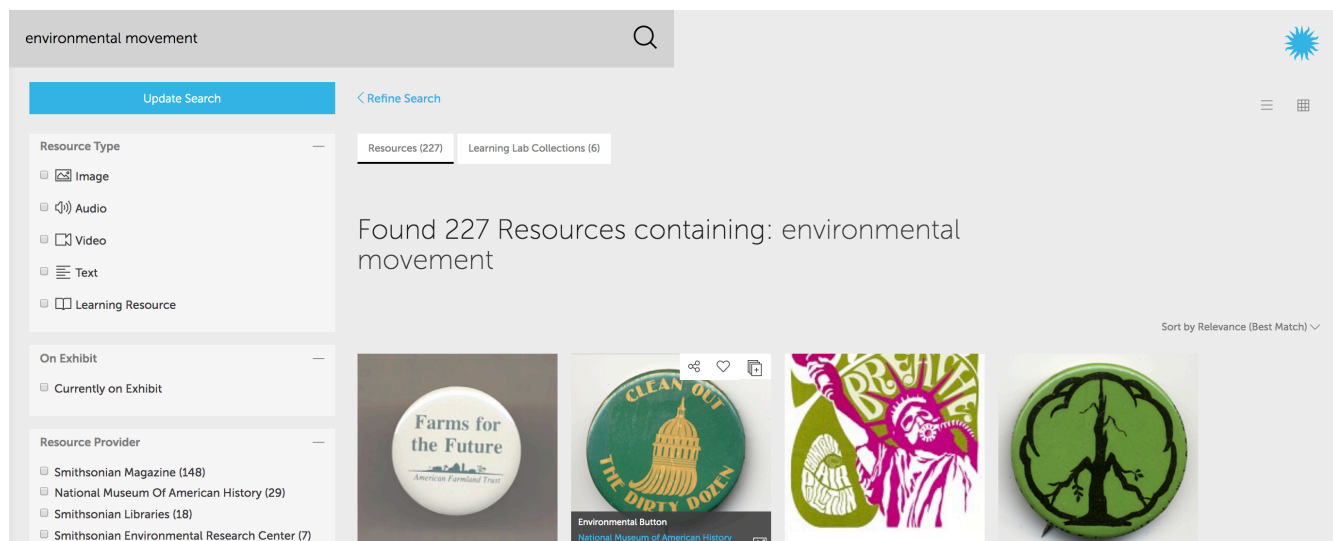 environmental movement
Update Search
Refine Search
Resource Type
Image
Audio
Video
Text
Learning Resource
On Exhibit
Currently on Exhibit
Resource Provider
Smithsonian Magazine (148)
National Museum Of American History (29)
Smithsonian Libraries (18)
Smithsonian Environmental Research Center (7)
Resources (227)
Learning Lab Collections (6)
Found 227 Resources containing: environmental
movement
Sort by Relevance (Best Match)
Farms for
the Future
American Farmland Trust
CLEAN OUT
THE DIRTY DOZEN
Environmental Button
National Museum of American History
BREATHE.